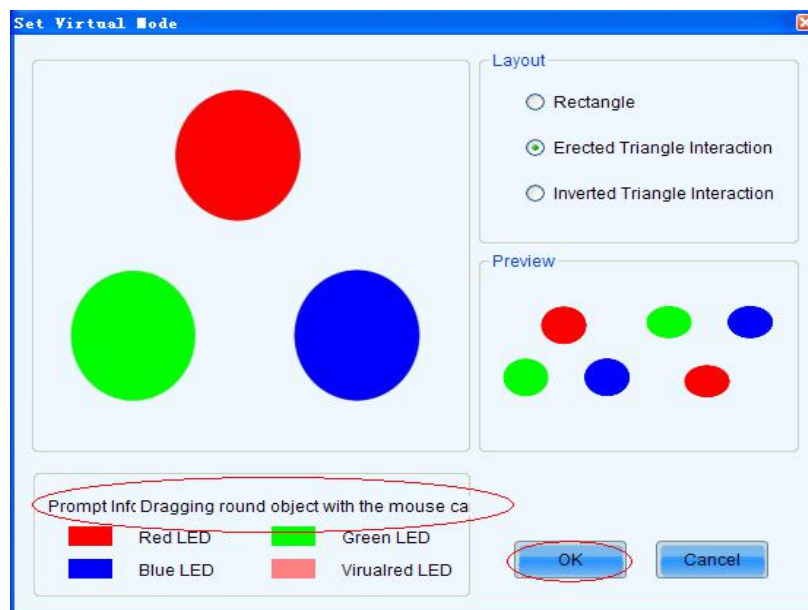 Set Virtual Mode
Layout
Rectangle
Erected Triangle Interaction
Inverted Triangle Interaction
Preview
Prompt Info Dragging round object with the mouse ca
Red LED
Green LED
Blue LED
Virualred LED
OK
Cancel